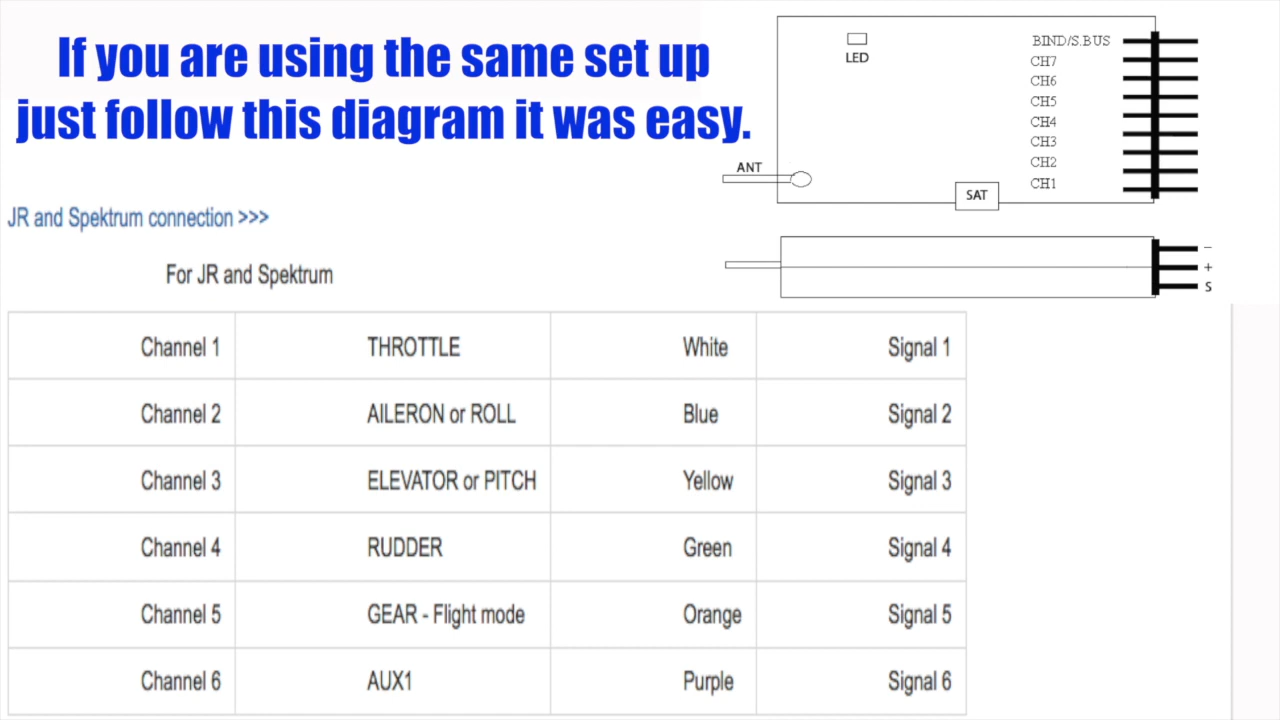 If you are using the same set up
just follow this diagram it was easy.
LED
BIND/S.BUS
CH7
CH6
CH5
CH4
CH3
CH2
CH1
ANT
SAT
−
+
S
JR and Spektrum connection >>>
For JR and Spektrum
Channel 1 THROTTLE White Signal 1
Channel 2 AILERON or ROLL Blue Signal 2
Channel 3 ELEVATOR or PITCH Yellow Signal 3
Channel 4 RUDDER Green Signal 4
Channel 5 GEAR - Flight mode Orange Signal 5
Channel 6 AUX1 Purple Signal 6